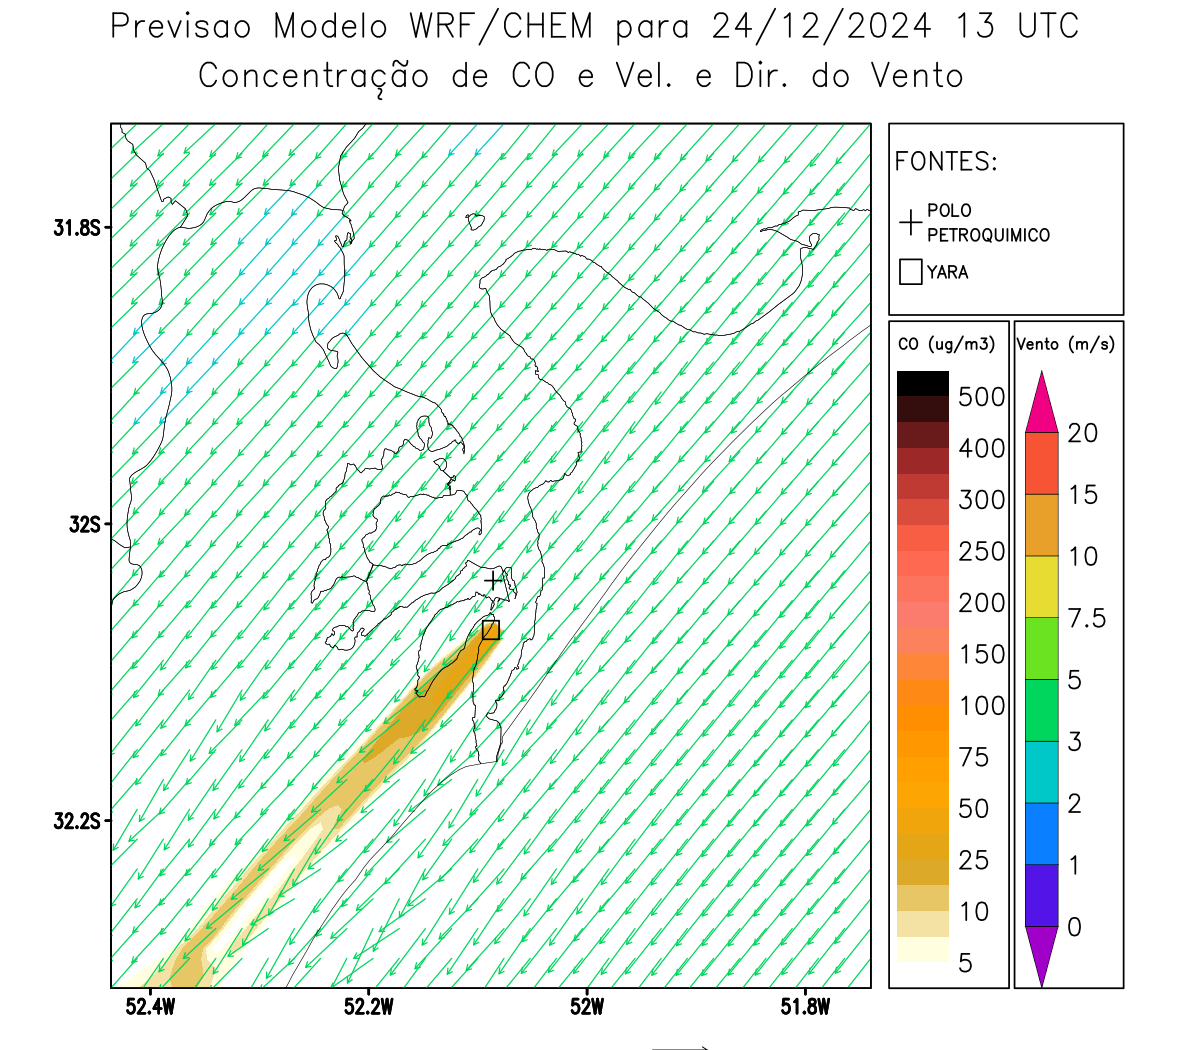 Previsao Modelo WRF/CHEM para 24/12/2024 13 UTC
Concentração de CO e Vel. e Dir. do Vento
FONTES:
POLO
PETROQUIMICO
YARA
31.8S
32S
32.2S
52.4W
52.2W
52W
51.8W
CO (ug/m3)
500
400
300
250
200
150
100
75
50
25
10
5
Vento (m/s)
20
15
10
7.5
5
3
2
1
0